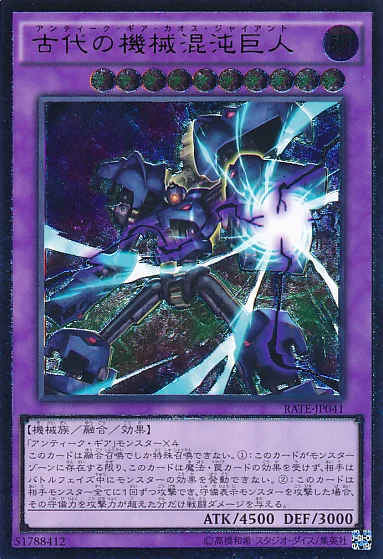 アンティーク・ギア・カオス・ジャイアント
古代の機械混沌巨人
RATE-JP041
【機械族／融合／効果】
「アンティーク・ギア」モンスター×4
このカードは融合召喚でしか特殊召喚できない。①：このカードがモンスター
ゾーンに存在する限り、このカードは魔法・罠カードの効果を受けず、相手は
バトルフェイズ中にモンスターの効果を発動できない。②：このカードは
相手モンスター全てに1回ずつ攻撃でき、守備表示モンスターを攻撃した場合、
その守備力を攻撃力が超えた分だけ戦闘ダメージを与える。
ATK/4500 DEF/3000
51788412
©高橋和希 スタジオ・ダイス/集英社